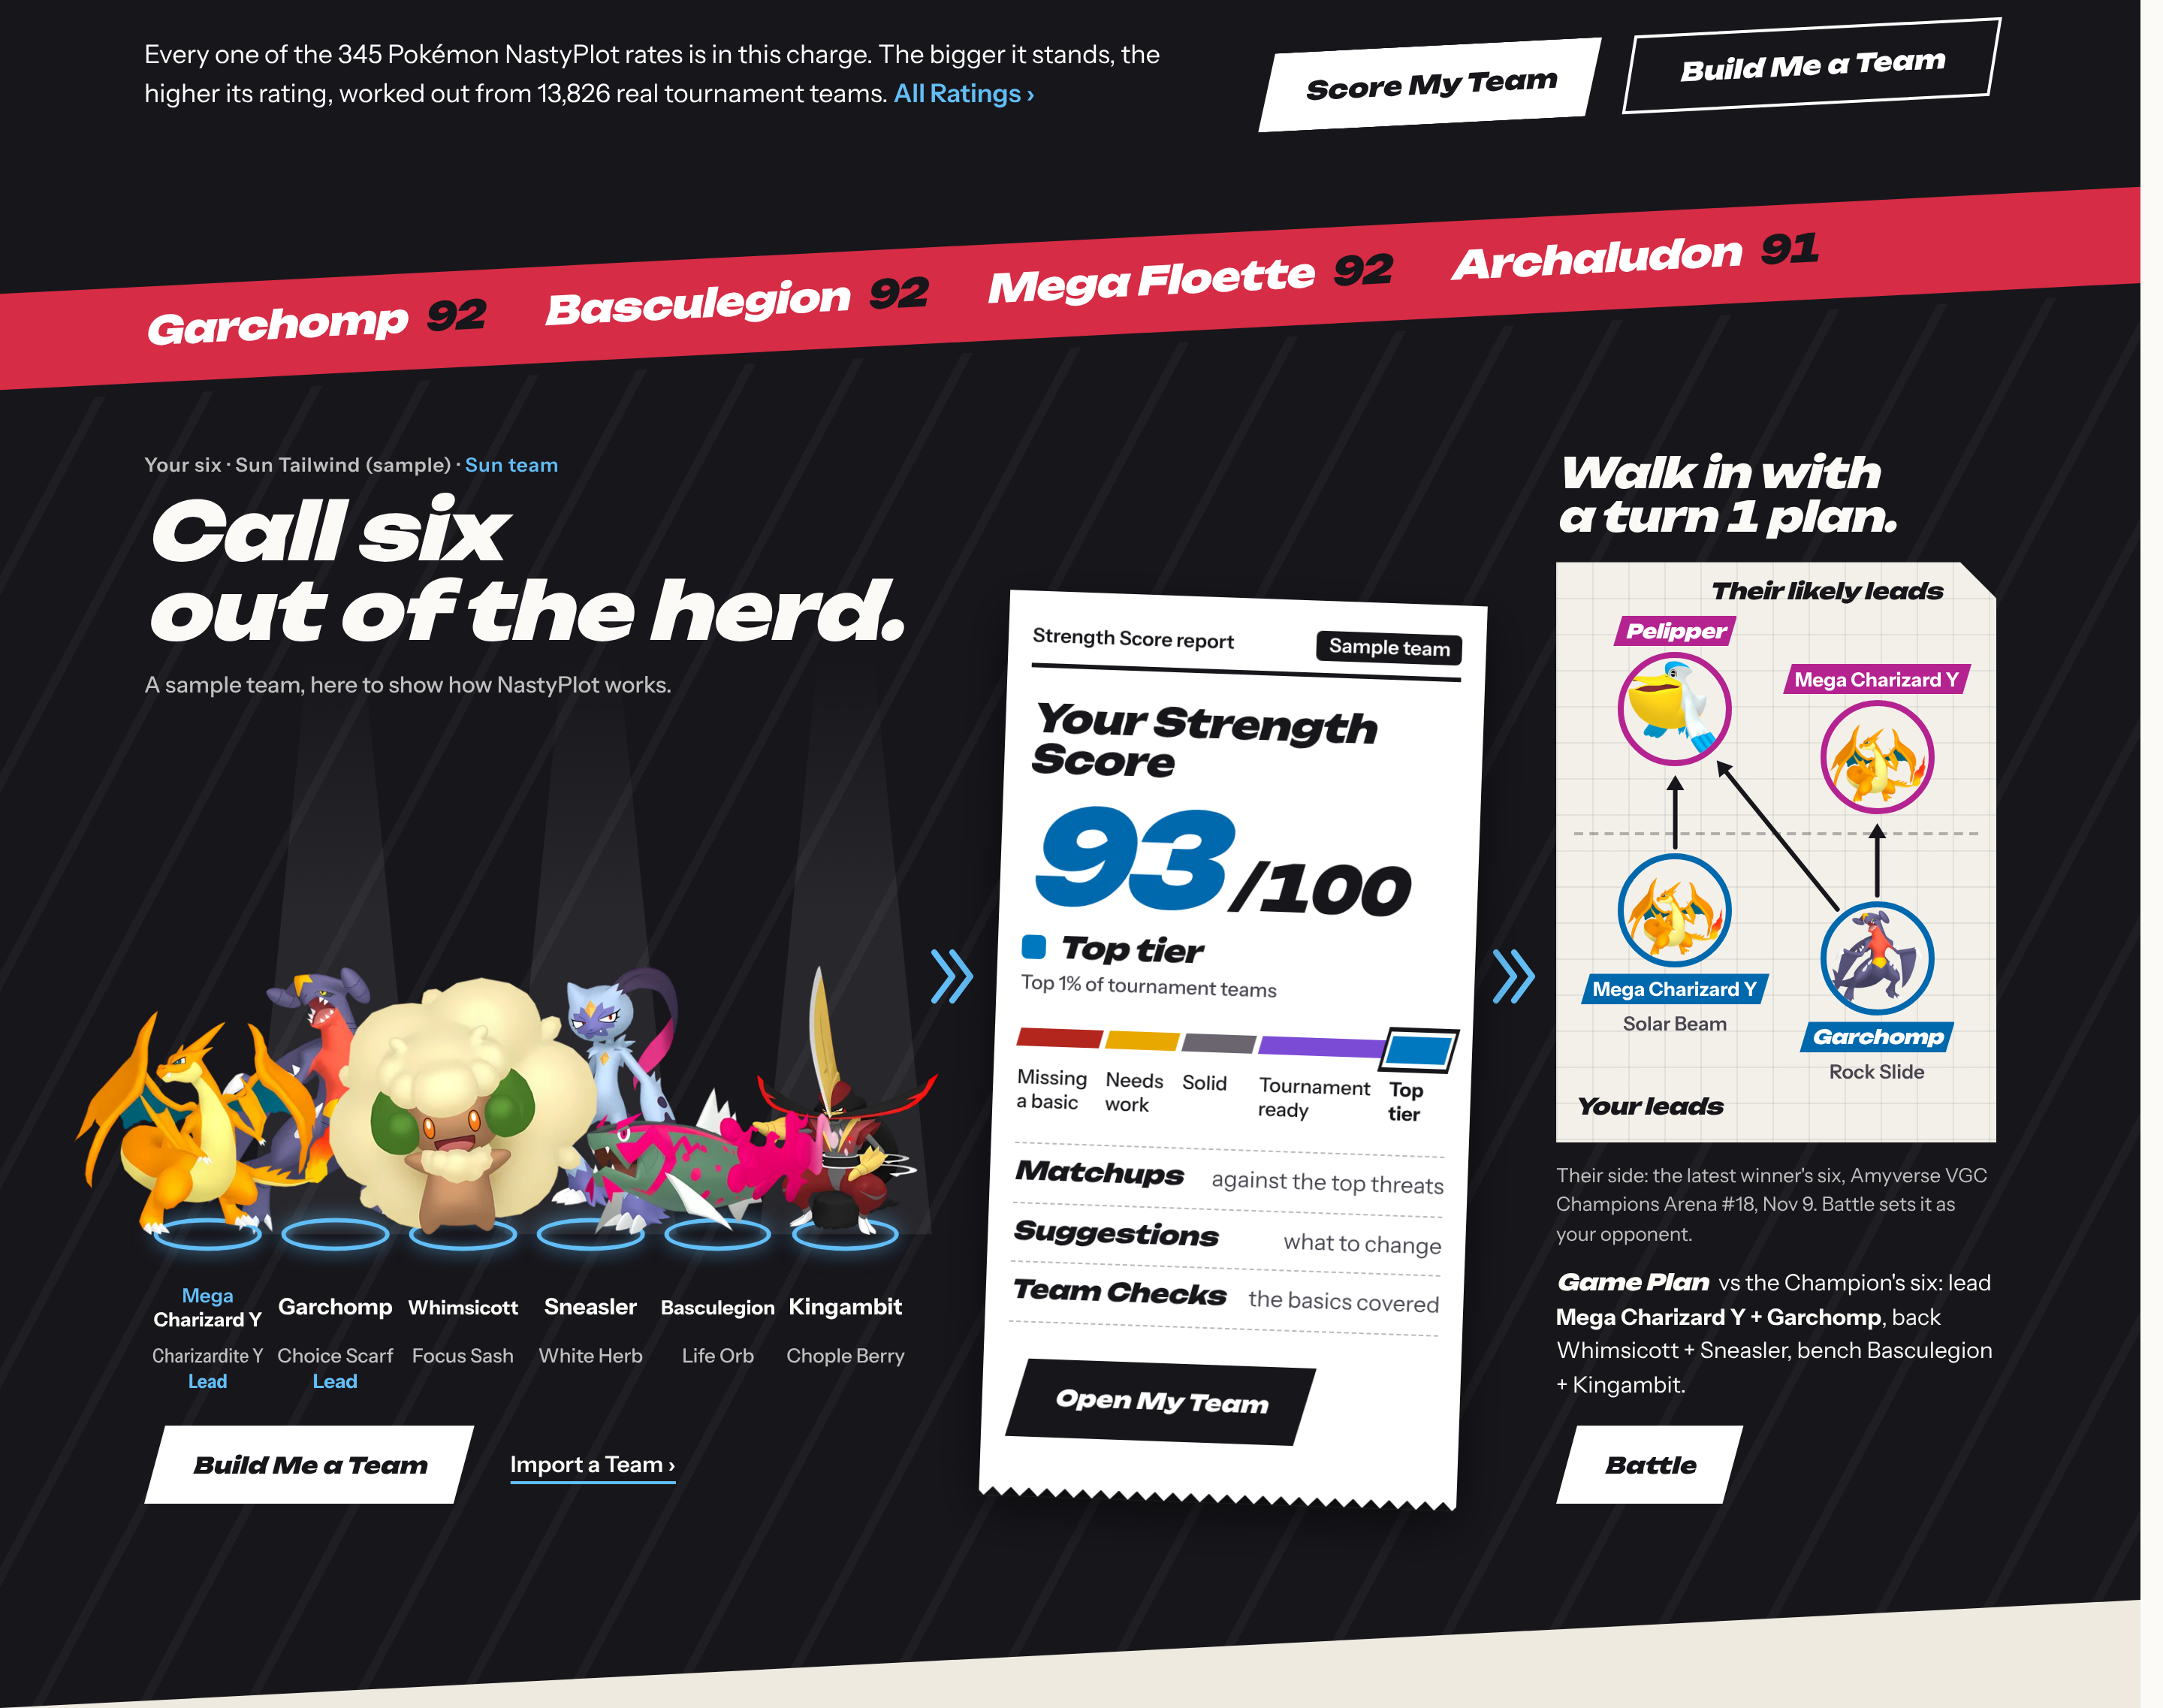 Every one of the 345 Pokémon NastyPlot rates is in this charge. The bigger it stands, the
higher its rating, worked out from 13,826 real tournament teams. All Ratings ›
Score My Team
Build Me a Team
Garchomp 92
Basculegion 92
Mega Floette 92
Archaludon 91
Your six · Sun Tailwind (sample) · Sun team
Call six
out of the herd.
A sample team, here to show how NastyPlot works.
Mega
Charizard Y
Charizardite Y
Lead
Garchomp
Choice Scarf
Lead
Whimsicott
Focus Sash
Sneasler
White Herb
Basculegion
Life Orb
Kingambit
Chople Berry
Build Me a Team
Import a Team ›
Strength Score report
Sample team
Your Strength
Score
93/100
Top tier
Top 1% of tournament teams
Missing
a basic
Needs
work
Solid
Tournament
ready
Top
tier
Matchups against the top threats
Suggestions what to change
Team Checks the basics covered
Open My Team
Walk in with
a turn 1 plan.
Their likely leads
Pelipper
Mega Charizard Y
Mega Charizard Y
Solar Beam
Garchomp
Rock Slide
Your leads
Their side: the latest winner's six, Amyverse VGC
Champions Arena #18, Nov 9. Battle sets it as
your opponent.
Game Plan vs the Champion's six: lead
Mega Charizard Y + Garchomp, back
Whimsicott + Sneasler, bench Basculegion
+ Kingambit.
Battle